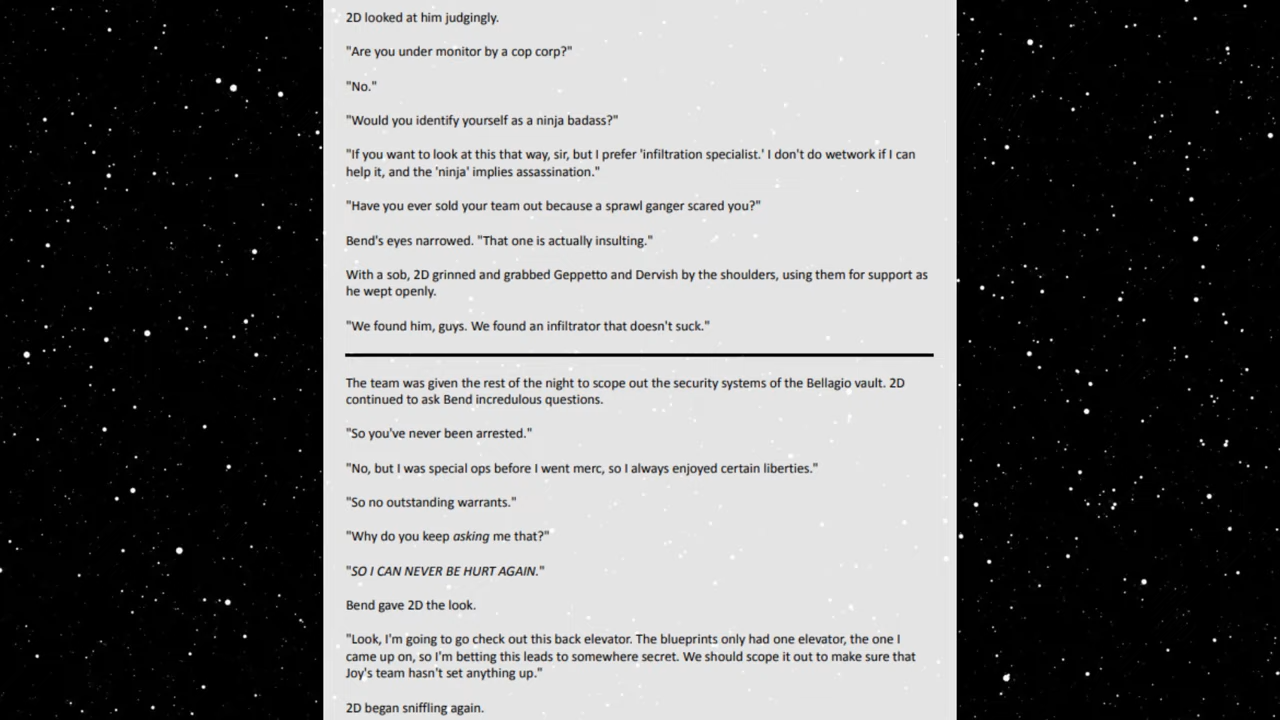 2D looked at him judgingly.
"Are you under monitor by a cop corp?"
"No."
"Would you identify yourself as a ninja badass?"
"If you want to look at this that way, sir, but I prefer 'infiltration specialist.' I don't do wetwork if I can
help it, and the 'ninja' implies assassination."
"Have you ever sold your team out because a sprawl ganger scared you?"
Bend's eyes narrowed. "That one is actually insulting."
With a sob, 2D grinned and grabbed Geppetto and Dervish by the shoulders, using them for support as
he wept openly.
"We found him, guys. We found an infiltrator that doesn't suck."
The team was given the rest of the night to scope out the security systems of the Bellagio vault. 2D
continued to ask Bend incredulous questions.
"So you've never been arrested."
"No, but I was special ops before I went merc, so I always enjoyed certain liberties."
"So no outstanding warrants."
"Why do you keep asking me that?"
"SO I CAN NEVER BE HURT AGAIN."
Bend gave 2D the look.
"Look, I'm going to go check out this back elevator. The blueprints only had one elevator, the one I
came up on, so I'm betting this leads to somewhere secret. We should scope it out to make sure that
Joy's team hasn't set anything up."
2D began sniffling again.